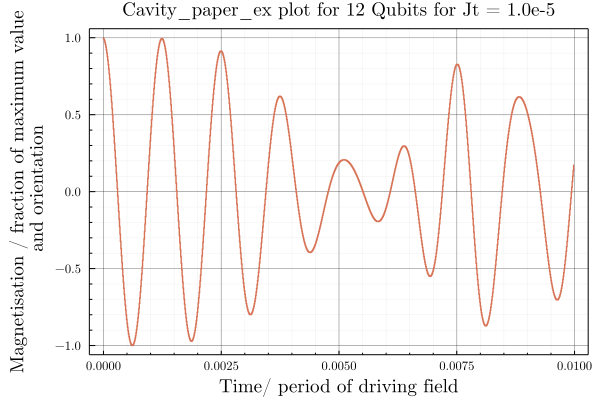 Cavity_paper_ex plot for 12 Qubits for Jt = 1.0e-5
Magnetisation / fraction of maximum value
and orientation
1.0
0.5
0.0
−0.5
−1.0
0.0000 0.0025 0.0050 0.0075 0.0100
Time/ period of driving field